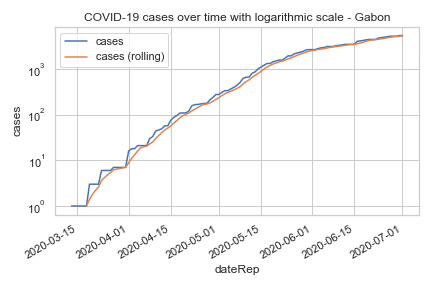 COVID-19 cases over time with logarithmic scale - Gabon
cases
cases (rolling)
10³
10²
10¹
10⁰
cases
2020-03-15
2020-04-01
2020-04-15
2020-05-01
2020-05-15
2020-06-01
2020-06-15
2020-07-01
dateRep